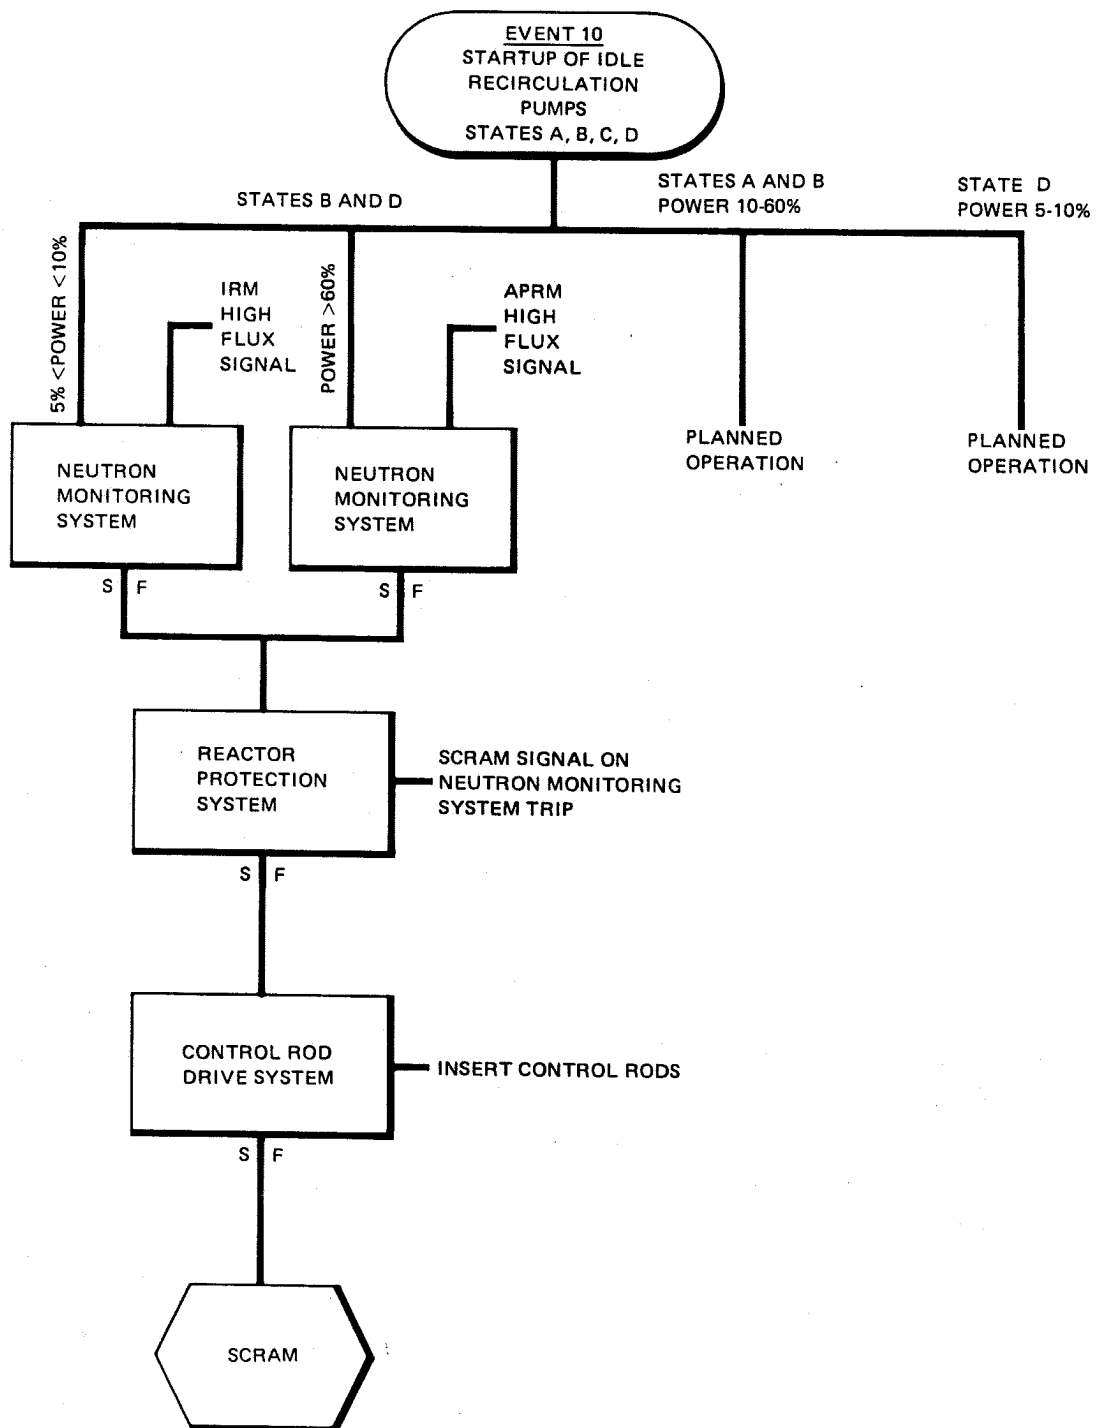 EVENT 10
STARTUP OF IDLE
RECIRCULATION
PUMPS
STATES A, B, C, D
STATES B AND D
STATES A AND B
POWER 10-60%
STATE D
POWER 5-10%
5% <POWER <10%
IRM
HIGH
FLUX
SIGNAL
POWER >60%
APRM
HIGH
FLUX
SIGNAL
NEUTRON
MONITORING
SYSTEM
NEUTRON
MONITORING
SYSTEM
PLANNED
OPERATION
PLANNED
OPERATION
S F
S F
REACTOR
PROTECTION
SYSTEM
SCRAM SIGNAL ON
NEUTRON MONITORING
SYSTEM TRIP
S F
CONTROL ROD
DRIVE SYSTEM
INSERT CONTROL RODS
S F
SCRAM